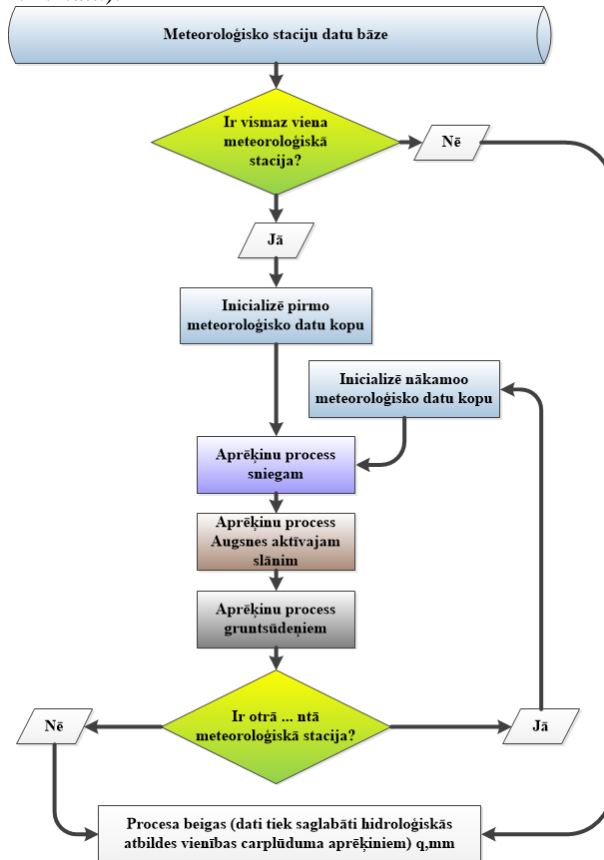 Meteoroloģisko staciju datu bāze
Ir vismaz viena
meteoroloģiskā
stacija?
Nē
Jā
Inicializē pirmo
meteoroloģisko datu kopu
Inicializē nākamoo
meteoroloģisko datu kopu
Aprēķinu process
sniegam
Aprēķinu process
Augsnes aktīvajam
slānim
Aprēķinu process
gruntsūdeņiem
Ir otrā ... ntā
meteoroloģiskā stacija?
Nē
Jā
Procesa beigas (dati tiek saglabāti hidroloģiskās
atbildes vienības carplūduma aprēķiniem) q,mm